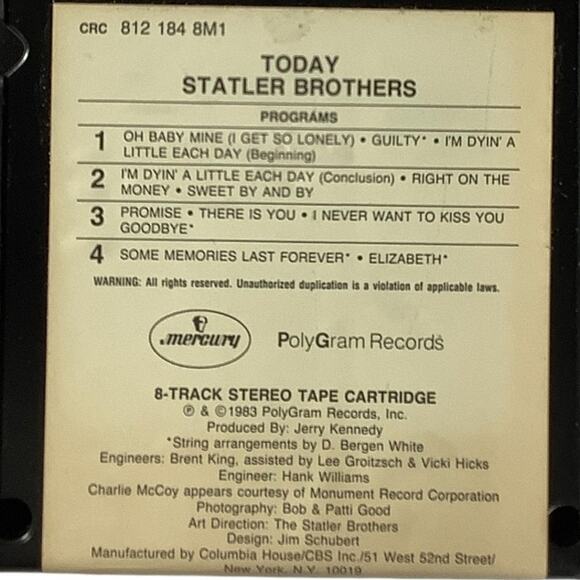 CRC 812 184 8M1
TODAY
STATLER BROTHERS
PROGRAMS
1 OH BABY MINE (I GET SO LONELY) • GUILTY* • I'M DYIN' A
LITTLE EACH DAY (Beginning)
2 I'M DYIN' A LITTLE EACH DAY (Conclusion) • RIGHT ON THE
MONEY • SWEET BY AND BY
3 PROMISE • THERE IS YOU • I NEVER WANT TO KISS YOU
GOODBYE*
4 SOME MEMORIES LAST FOREVER* • ELIZABETH*
WARNING: All rights reserved. Unauthorized duplication is a violation of applicable laws.
mercury PolyGram Records
8-TRACK STEREO TAPE CARTRIDGE
℗ & ©1983 PolyGram Records, Inc.
Produced By: Jerry Kennedy
*String arrangements by D. Bergen White
Engineers: Brent King, assisted by Lee Groitzsch & Vicki Hicks
Engineer: Hank Williams
Charlie McCoy appears courtesy of Monument Record Corporation
Photography: Bob & Patti Good
Art Direction: The Statler Brothers
Design: Jim Schubert
Manufactured by Columbia House/CBS Inc./51 West 52nd Street/
New York, N.Y. 10019